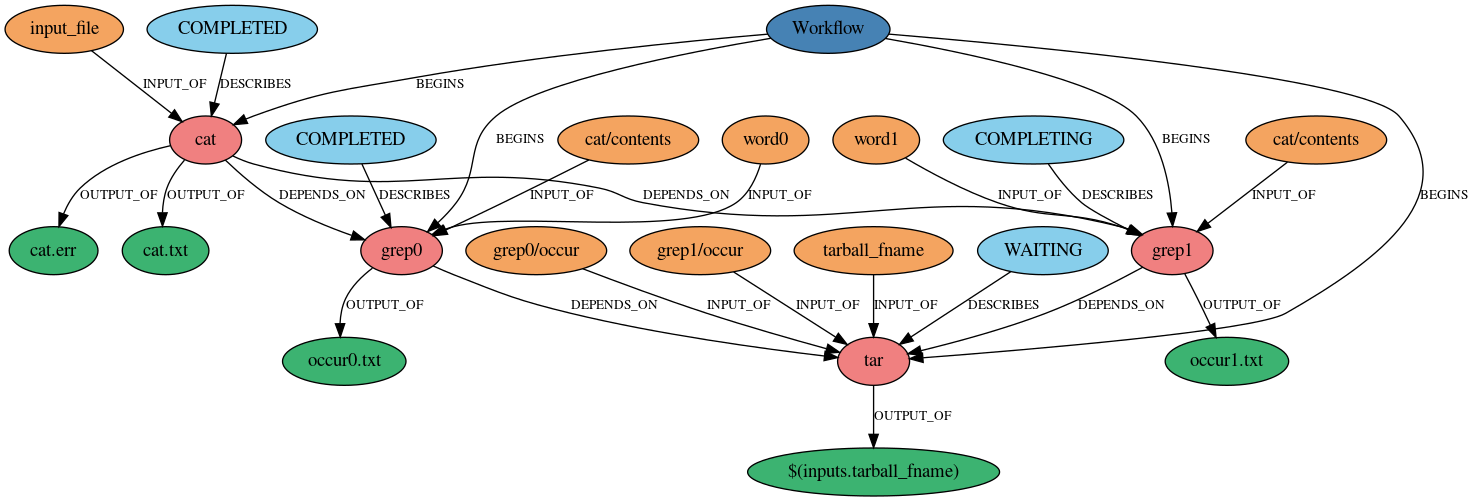 input_file
COMPLETED
Workflow
INPUT_OF
DESCRIBES
BEGINS
cat
COMPLETED
BEGINS
cat/contents
word0
word1
COMPLETING
BEGINS
cat/contents
OUTPUT_OF
OUTPUT_OF
DEPENDS_ON
DESCRIBES
INPUT_OF
DEPENDS_ON
INPUT_OF
INPUT_OF
DESCRIBES
INPUT_OF
BEGINS
cat.err
cat.txt
grep0
grep0/occur
grep1/occur
tarball_fname
WAITING
grep1
OUTPUT_OF
DEPENDS_ON
INPUT_OF
INPUT_OF
INPUT_OF
DESCRIBES
DEPENDS_ON
OUTPUT_OF
occur0.txt
tar
occur1.txt
OUTPUT_OF
$(inputs.tarball_fname)